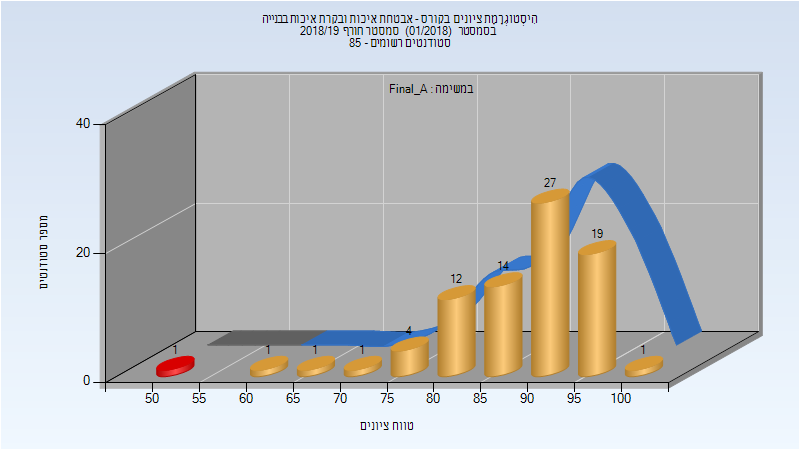 היסְטוגְרָמַת ציונים בקורס - אבטחת איכות ובקרת איכות בבנייה
בסמסטר (01/2018) סמסטר חורף 2018/19
סטודנטים רשומים - 85
במשימה : Final_A
מספר סטודנטים
40
20
0
1
1
1
1
4
12
14
27
19
1
50 55 60 65 70 75 80 85 90 95 100
טווח ציונים